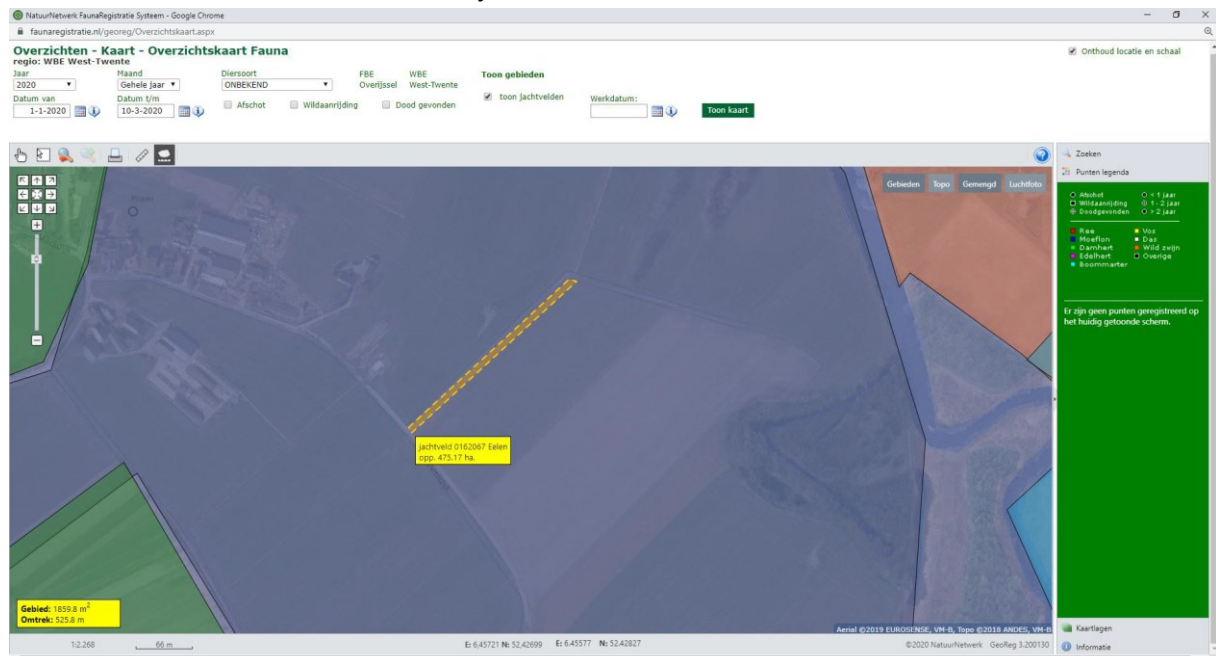 NatuurNetwerk FaunaRegistratie Systeem - Google Chrome
faunaregistratie.nl/georeg/Overzichtskaart.aspx
Overzichten - Kaart - Overzichtskaart Fauna
Onthoud locatie en schaal
regio: WBE West-Twente
Jaar Maand Diersoort FBE WBE Toon gebieden
2020 Gehele jaar ONBEKEND Overijssel West-Twente
toon jachtvelden
Datum van Datum t/m Werkdatum:
1-1-2020 10-3-2020 Afschot Wildaanrijding Dood gevonden Toon kaart
Zoeken
Punten legenda
Gebieden Topo Gemengd Luchtfoto
Afschot < 1 jaar
Wildaanrijding 1 - 2 jaar
Doodgevonden > 2 jaar
Ree Vos
Moeflon Das
Damhert Wild zwijn
Edelhert Overige
Boommarter
Er zijn geen punten geregistreerd op
het huidig getoonde scherm.
jachtveld 0162067 Eelen
opp. 475.17 ha.
Gebied: 1859.8 m2
Omtrek: 525.8 m
Aerial ©2019 EUROSENSE, VM-B, Topo ©2018 ANDES, VM-B
Kaartlagen
1:2.268 66 m E: 6,45721 N: 52,42699 E: 6.45577 N: 52.42827 ©2020 NatuurNetwerk GeoReg 3.200130
Informatie